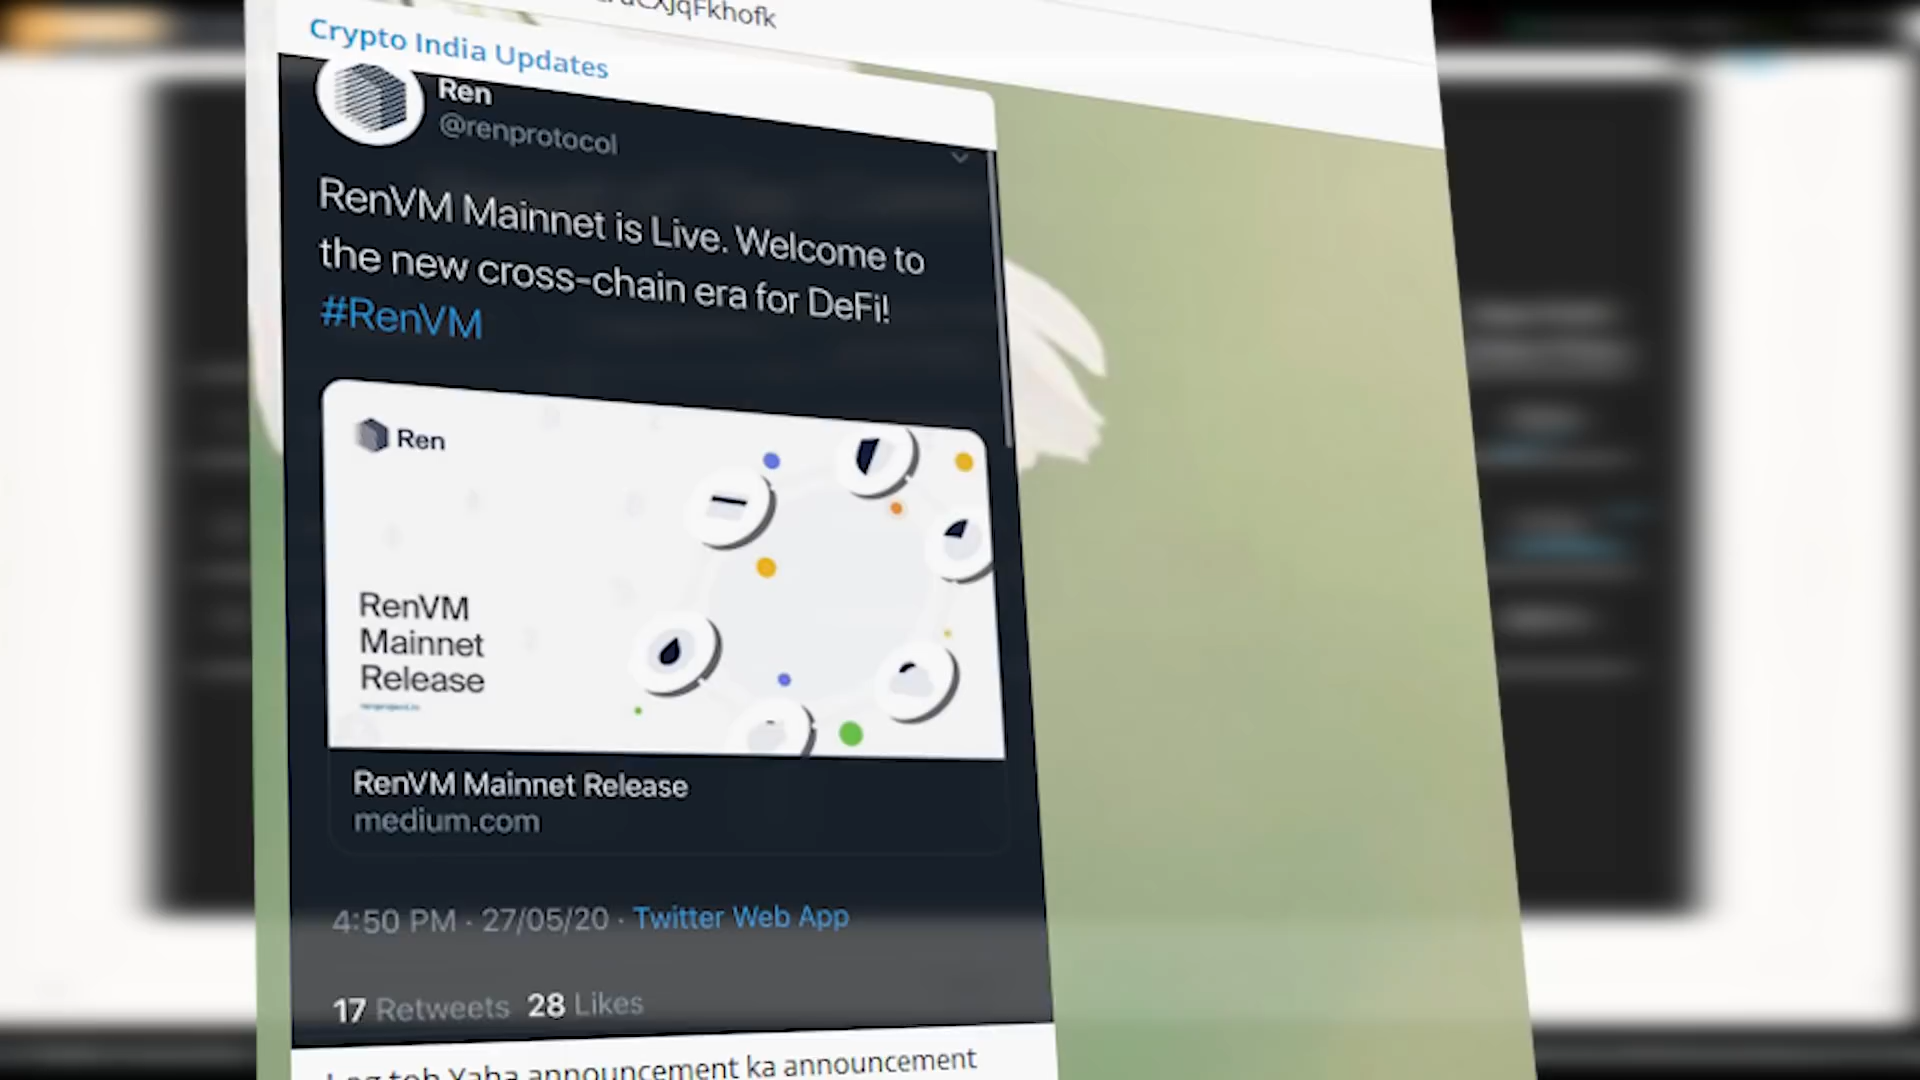 Crypto India Updates
Ren
@renprotocol
RenVM Mainnet is Live. Welcome to
the new cross-chain era for DeFi!
#RenVM
Ren
RenVM
Mainnet
Release
RenVM Mainnet Release
medium.com
4:50 PM · 27/05/20 · Twitter Web App
17 Retweets 28 Likes
toh Yaha announcement ka announcement